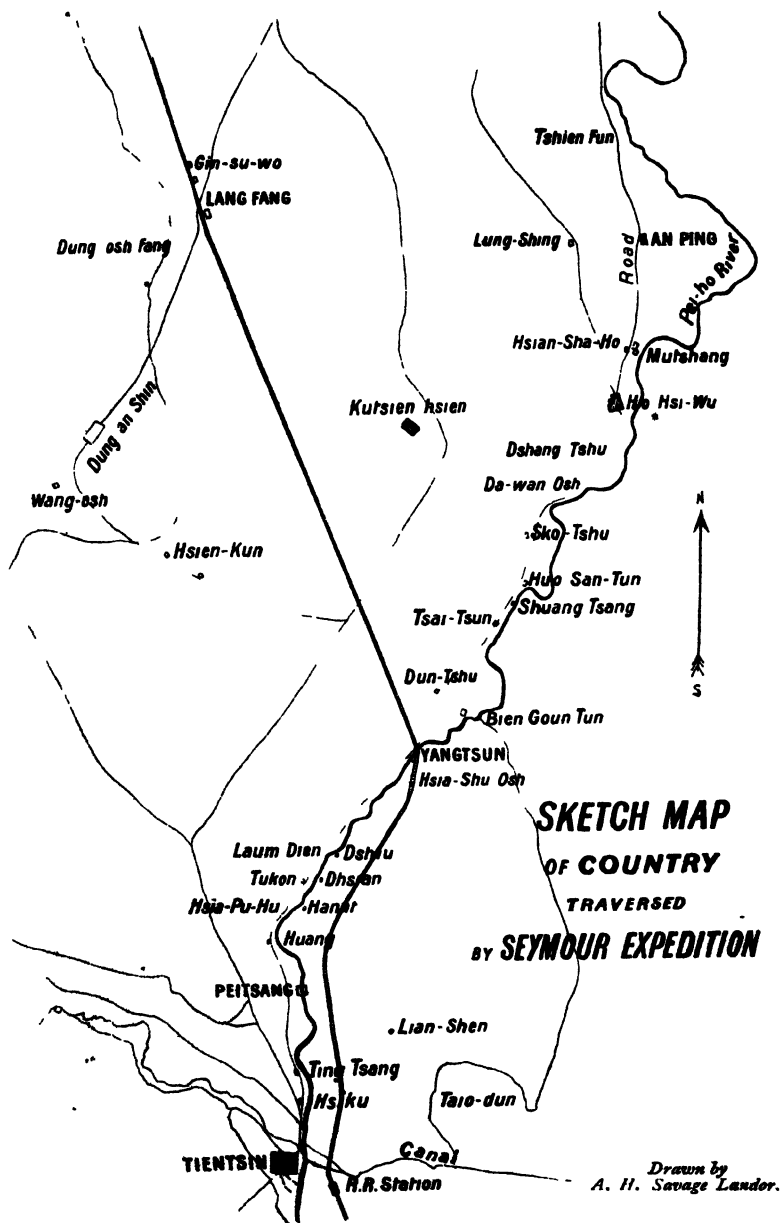 Tshien Fun
Gin-su-wo
LANG FANG
Dung osh Fang
Lung-Shing
Road
AN PING
Pei-ho River
Hsian-Sha-Ho
Mutshang
Kutsien hsien
Ho Hsi-Wu
Dung an Shin
Dshang Tshu
Da-wan Osh
Wang-osh
N
Sko-Tshu
Hsien-Kun
Huo San-Tun
Shuang Tsang
Tsai-Tsun
Dun-Tshu
S
Bien Goun Tun
YANGTSUN
Hsia-Shu Osh
SKETCH MAP
OF COUNTRY
TRAVERSED
BY SEYMOUR EXPEDITION
Laum Dien
Tukon
Dhsian
Hsia-Pu-Hu
Huang
PEITSANG
Lian-Shen
Ting Tsang
Hsiku
Taio-dun
TIENTSIN
Canal
R.R. Station
Drawn by
A. H. Savage Landor.